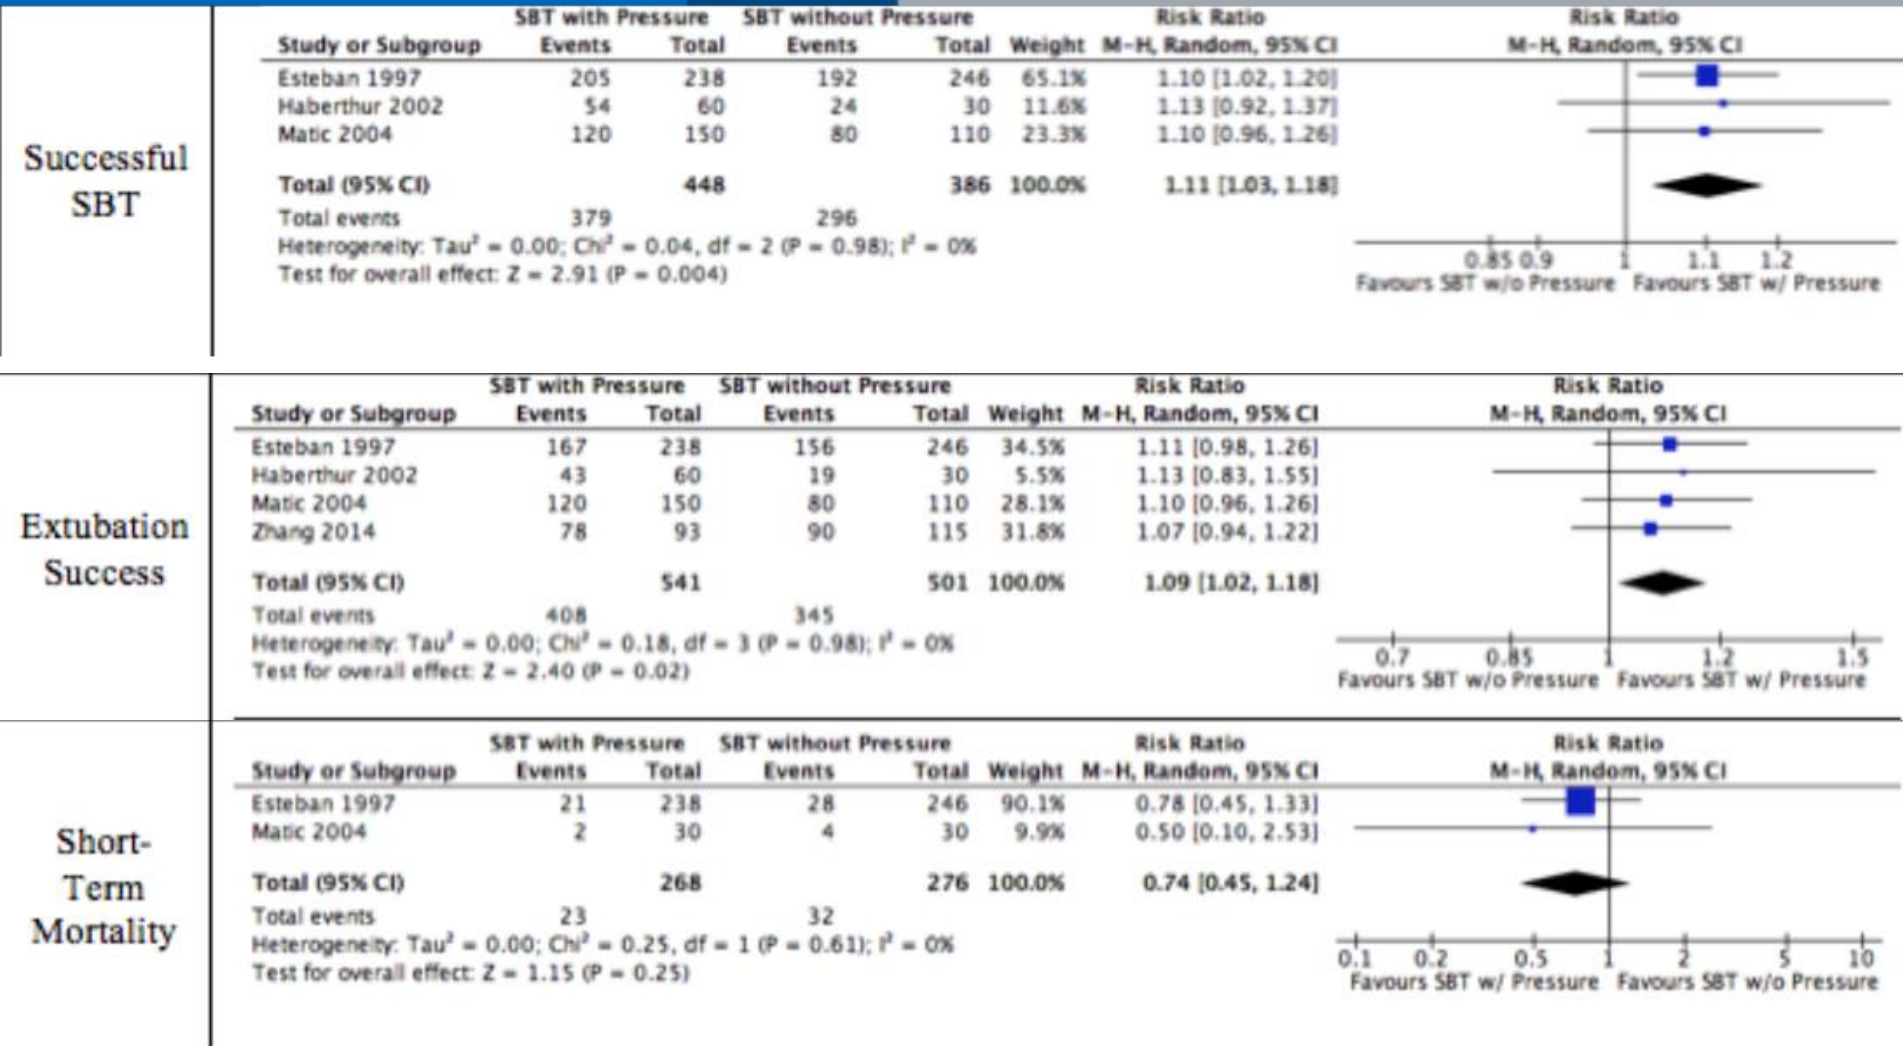 Successful
SBT
SBT with Pressure SBT without Pressure Risk Ratio Risk Ratio
Study or Subgroup Events Total Events Total Weight M-H, Random, 95% CI M-H, Random, 95% CI
Esteban 1997 205 238 192 246 65.1% 1.10 [1.02, 1.20]
Haberthur 2002 54 60 24 30 11.6% 1.13 [0.92, 1.37]
Matic 2004 120 150 80 110 23.3% 1.10 [0.96, 1.26]
Total (95% CI) 448 386 100.0% 1.11 [1.03, 1.18]
Total events 379 296
Heterogeneity: Tau² = 0.00; Chi² = 0.04, df = 2 (P = 0.98); I² = 0%
Test for overall effect: Z = 2.91 (P = 0.004)
0.85 0.9 1 1.1 1.2
Favours SBT w/o Pressure Favours SBT w/ Pressure
Extubation
Success
SBT with Pressure SBT without Pressure Risk Ratio Risk Ratio
Study or Subgroup Events Total Events Total Weight M-H, Random, 95% CI M-H, Random, 95% CI
Esteban 1997 167 238 156 246 34.5% 1.11 [0.98, 1.26]
Haberthur 2002 43 60 19 30 5.5% 1.13 [0.83, 1.55]
Matic 2004 120 150 80 110 28.1% 1.10 [0.96, 1.26]
Zhang 2014 78 93 90 115 31.8% 1.07 [0.94, 1.22]
Total (95% CI) 541 501 100.0% 1.09 [1.02, 1.18]
Total events 408 345
Heterogeneity: Tau² = 0.00; Chi² = 0.18, df = 3 (P = 0.98); I² = 0%
Test for overall effect: Z = 2.40 (P = 0.02)
0.7 0.85 1 1.2 1.5
Favours SBT w/o Pressure Favours SBT w/ Pressure
Short-
Term
Mortality
SBT with Pressure SBT without Pressure Risk Ratio Risk Ratio
Study or Subgroup Events Total Events Total Weight M-H, Random, 95% CI M-H, Random, 95% CI
Esteban 1997 21 238 28 246 90.1% 0.78 [0.45, 1.33]
Matic 2004 2 30 4 30 9.9% 0.50 [0.10, 2.53]
Total (95% CI) 268 276 100.0% 0.74 [0.45, 1.24]
Total events 23 32
Heterogeneity: Tau² = 0.00; Chi² = 0.25, df = 1 (P = 0.61); I² = 0%
Test for overall effect: Z = 1.15 (P = 0.25)
0.1 0.2 0.5 1 2 5 10
Favours SBT w/ Pressure Favours SBT w/o Pressure